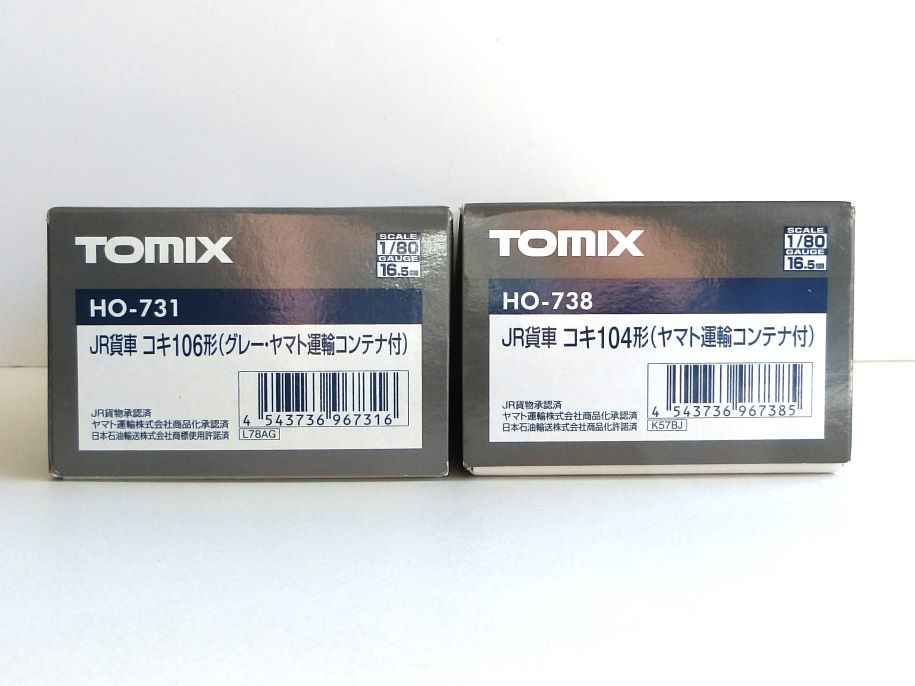 TOMIX
SCALE
1/80
GAUGE
16.5mm
HO-731
JR貨車 コキ106形(グレー・ヤマト運輸コンテナ付)
JR貨物承認済
ヤマト運輸株式会社商品化承認済
日本石油輸送株式会社商標使用許諾済
4 543736 967316
L78AG
TOMIX
SCALE
1/80
GAUGE
16.5mm
HO-738
JR貨車 コキ104形(ヤマト運輸コンテナ付)
JR貨物承認済
ヤマト運輸株式会社商品化承認済
日本石油輸送株式会社商品化許諾済
4 543736 967385
K57BJ